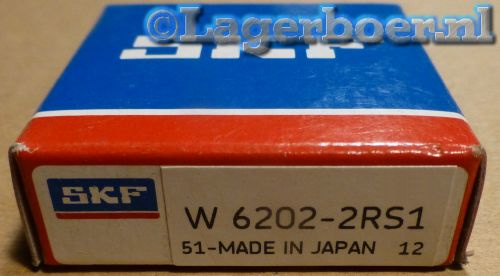 ©Lagerboer.nl
SKF
SKF
W 6202-2RS1
51-MADE IN JAPAN 12